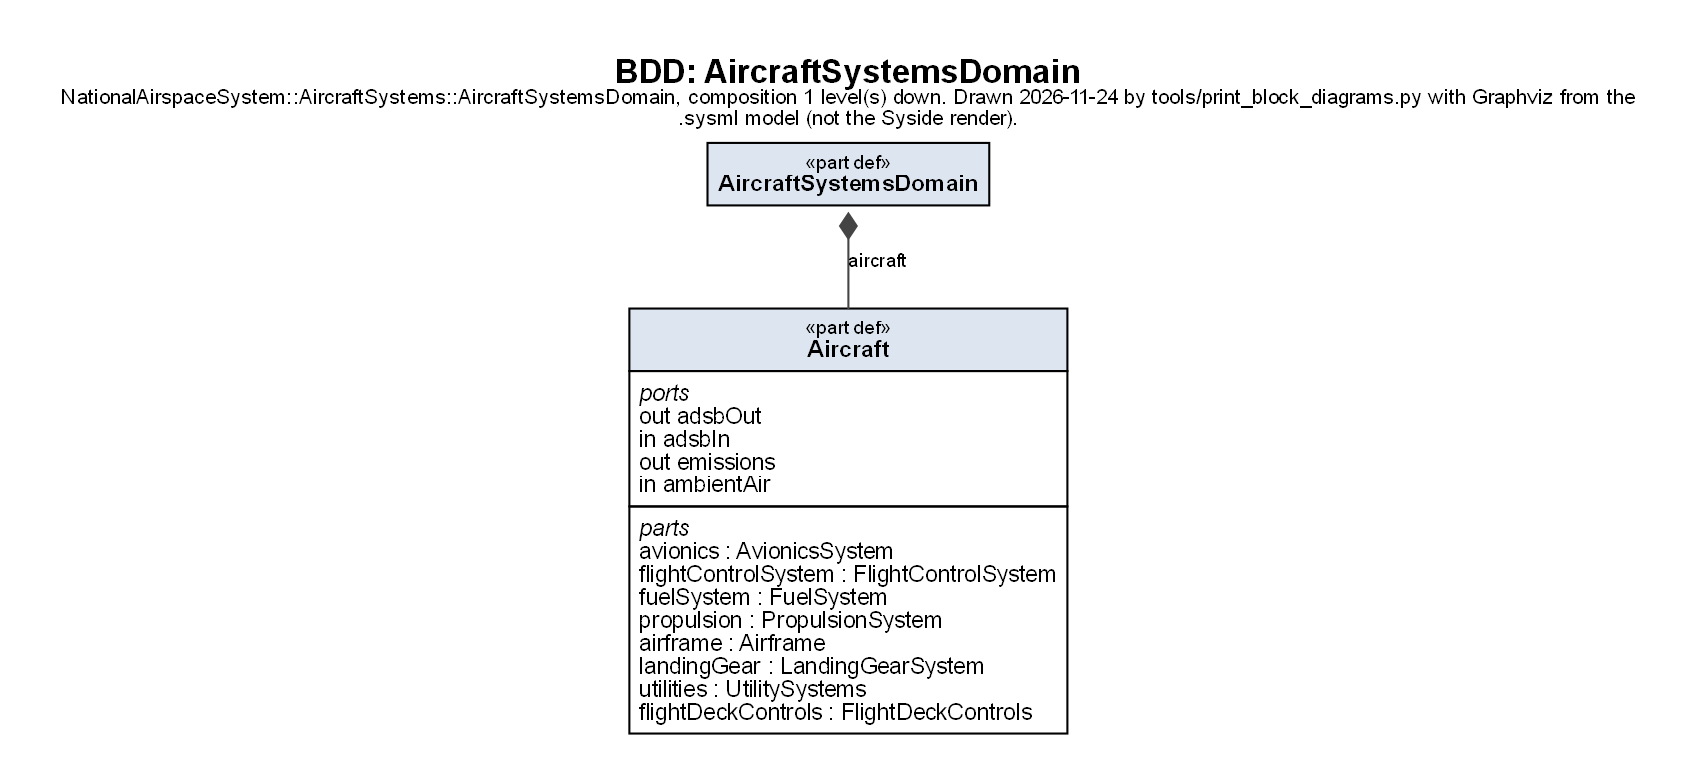 BDD: AircraftSystemsDomain
NationalAirspaceSystem::AircraftSystems::AircraftSystemsDomain, composition 1 level(s) down. Drawn 2026-11-24 by tools/print_block_diagrams.py with Graphviz from the
.sysml model (not the Syside render).
«part def»
AircraftSystemsDomain
aircraft
«part def»
Aircraft
ports
out adsbOut
in adsbIn
out emissions
in ambientAir
parts
avionics : AvionicsSystem
flightControlSystem : FlightControlSystem
fuelSystem : FuelSystem
propulsion : PropulsionSystem
airframe : Airframe
landingGear : LandingGearSystem
utilities : UtilitySystems
flightDeckControls : FlightDeckControls